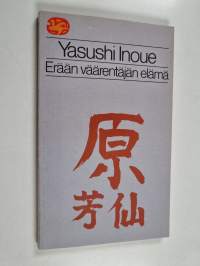 Yasushi Inoue
Erään väärentäjän elämä
原
芳仙